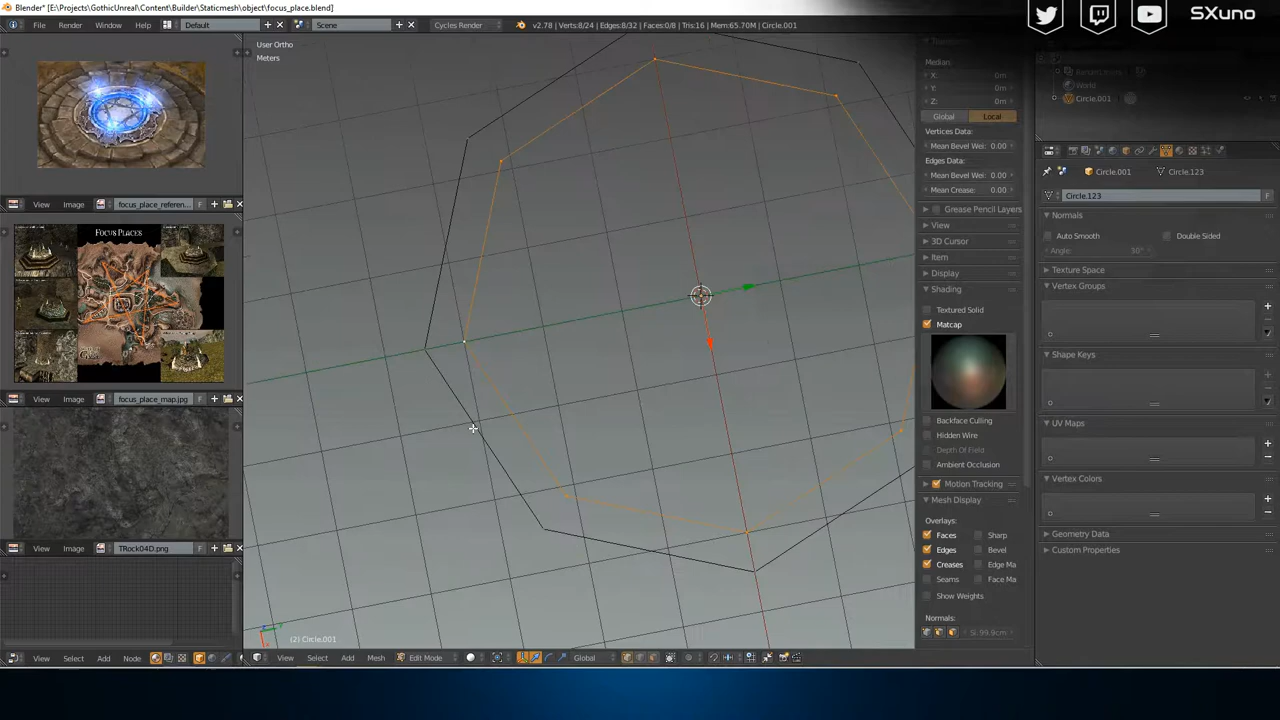 Blender* [E:\Projects\GothicUnreal\Content\Builder\Staticmesh\object\focus_place.blend]
SXuno
File Render Window Help Default Scene Cycles Render v2.78 | Verts:8/24 | Edges:8/32 | Faces:0/8 | Tris:16 | Mem:65.70M | Circle.001
User Ortho
Meters
Median:
X: 0m
Y: 0m
Z: 0m
Global Local
Vertices Data:
Mean Bevel Wei: 0.00
Edges Data:
Mean Bevel Wei: 0.00
Mean Crease: 0.00
Grease Pencil Layers
View
3D Cursor
Item
Display
Shading
Textured Solid
Matcap
Backface Culling
Hidden Wire
Depth Of Field
Ambient Occlusion
Motion Tracking
Mesh Display
Overlays:
Faces Sharp
Edges Bevel
Creases Edge Ma
Seams Face Ma
Show Weights
Normals:
Si: 99.9cm
World
Circle.001
Circle.001 Circle.123
Circle.123 F
Normals
Auto Smooth Double Sided
Angle: 30°
Texture Space
Vertex Groups
Shape Keys
UV Maps
Vertex Colors
Geometry Data
Custom Properties
View Image focus_place_referen... F
FOCUS PLACES
View Image focus_place_map.jpg F
View Image TRock04D.png F
View Select Add Node
(2) Circle.001
View Select Add Mesh Edit Mode Global